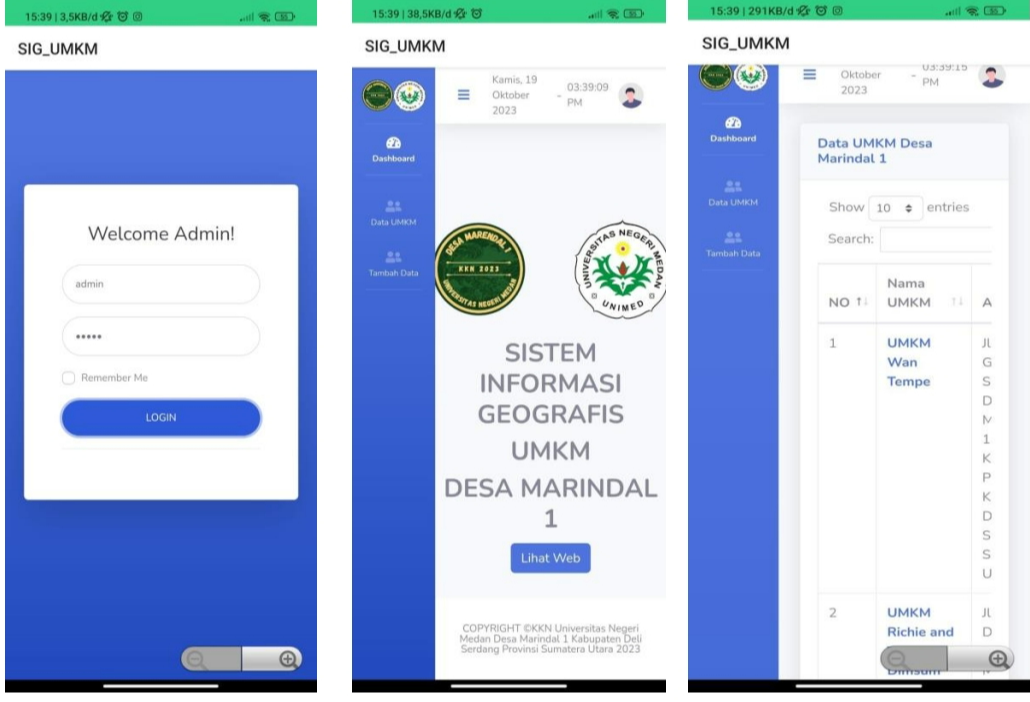 15:39 | 3,5KB/d
SIG_UMKM
Welcome Admin!
admin
•••••
Remember Me
LOGIN
15:39 | 38,5KB/d
SIG_UMKM
Kamis, 19
Oktober
2023
- 03:39:09
PM
Dashboard
Data UMKM
Tambah Data
DESA MARENDAL 1
KKN 2023
UNIVERSITAS NEGERI MEDAN
UNIVERSITAS NEGERI MEDAN
UNIMED
SISTEM
INFORMASI
GEOGRAFIS
UMKM
DESA MARINDAL
1
Lihat Web
COPYRIGHT ©KKN Universitas Negeri
Medan Desa Marindal 1 Kabupaten Deli
Serdang Provinsi Sumatera Utara 2023
15:39 | 291KB/d
SIG_UMKM
Oktober
2023
- 03:39:15
PM
Dashboard
Data UMKM
Tambah Data
Data UMKM Desa
Marindal 1
Show 10 entries
Search:
NO
Nama
UMKM
A
1
UMKM
Wan
Tempe
JL
G
S
D
M
1
K
P
K
D
S
S
U
2
UMKM
Richie and
Dimsum
JL
D